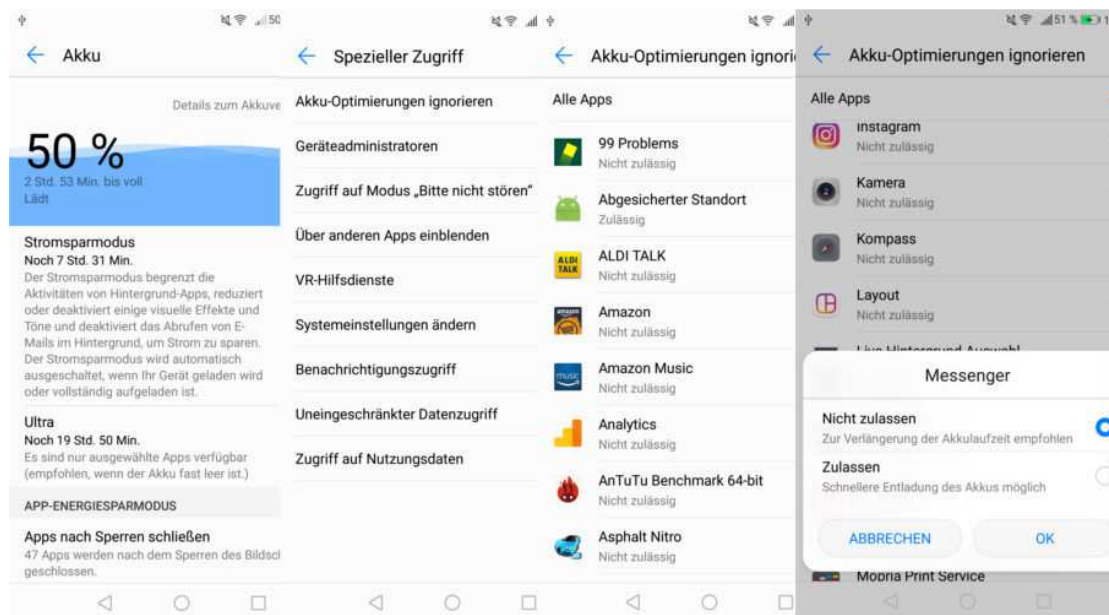 50
Akku
Details zum Akkuve
50 %
2 Std. 53 Min. bis voll
Lädt
Stromsparmodus
Noch 7 Std. 31 Min.
Der Stromsparmodus begrenzt die
Aktivitäten von Hintergrund-Apps, reduziert
oder deaktiviert einige visuelle Effekte und
Töne und deaktiviert das Abrufen von E-
Mails im Hintergrund, um Strom zu sparen.
Der Stromsparmodus wird automatisch
ausgeschaltet, wenn Ihr Gerät geladen wird
oder vollständig aufgeladen ist.
Ultra
Noch 19 Std. 50 Min.
Es sind nur ausgewählte Apps verfügbar
(empfohlen, wenn der Akku fast leer ist.)
APP-ENERGIESPARMODUS
Apps nach Sperren schließen
47 Apps werden nach dem Sperren des Bildscl
geschlossen.
Spezieller Zugriff
Akku-Optimierungen ignorieren
Geräteadministratoren
Zugriff auf Modus „Bitte nicht stören“
Über anderen Apps einblenden
VR-Hilfsdienste
Systemeinstellungen ändern
Benachrichtigungszugriff
Uneingeschränkter Datenzugriff
Zugriff auf Nutzungsdaten
Akku-Optimierungen ignori
Alle Apps
99 Problems
Nicht zulässig
Abgesicherter Standort
Zulässig
ALDI TALK
ALDI TALK
Nicht zulässig
amazon
Amazon
Nicht zulässig
music
Amazon Music
Nicht zulässig
Analytics
Nicht zulässig
AnTuTu Benchmark 64-bit
Nicht zulässig
Asphalt Nitro
Nicht zulässig
51 % 1
Akku-Optimierungen ignorieren
Alle Apps
Instagram
Nicht zulässig
Kamera
Nicht zulässig
Kompass
Nicht zulässig
Layout
Nicht zulässig
Live Hintergrund Auswahl
Messenger
Nicht zulassen
Zur Verlängerung der Akkulaufzeit empfohlen
Zulassen
Schnellere Entladung des Akkus möglich
ABBRECHEN
OK
Mopria Print Service